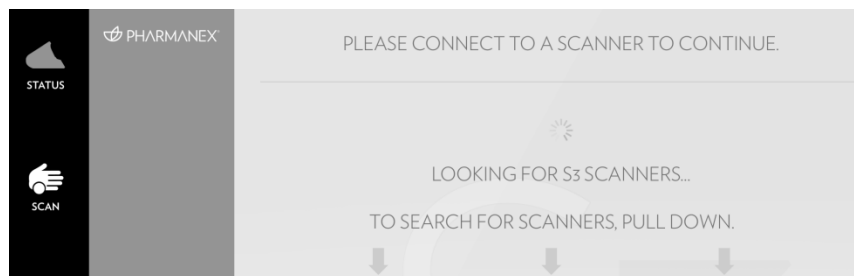 STATUS
SCAN
PHARMANEX
PLEASE CONNECT TO A SCANNER TO CONTINUE.
LOOKING FOR S3 SCANNERS...
TO SEARCH FOR SCANNERS, PULL DOWN.